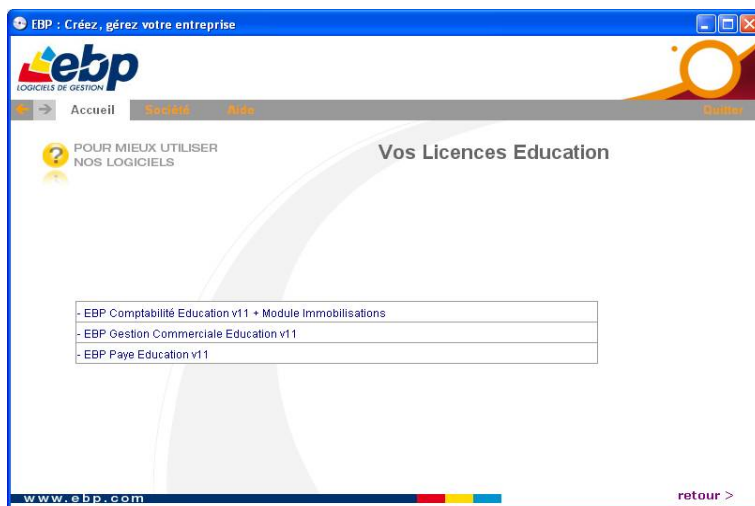 EBP : Créez, gérez votre entreprise
ebp
LOGICIELS DE GESTION
Accueil Société Aide Quitter
POUR MIEUX UTILISER
NOS LOGICIELS
Vos Licences Education
- EBP Comptabilité Education v11 + Module Immobilisations
- EBP Gestion Commerciale Education v11
- EBP Paye Education v11
www.ebp.com
retour >